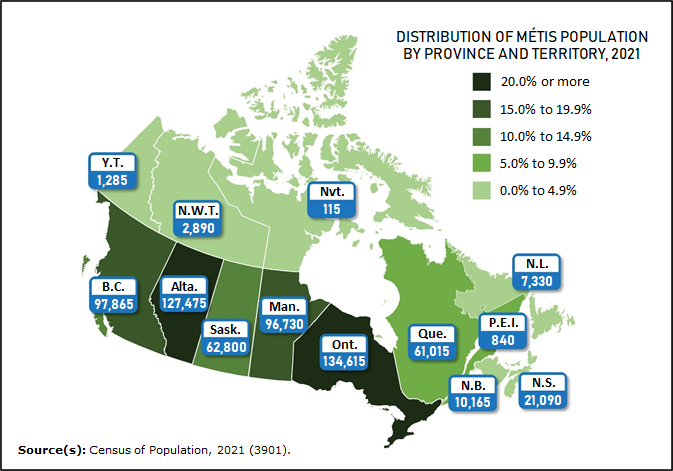 DISTRIBUTION OF MÉTIS POPULATION
BY PROVINCE AND TERRITORY, 2021
20.0% or more
15.0% to 19.9%
10.0% to 14.9%
5.0% to 9.9%
0.0% to 4.9%
Y.T.
1,285
N.W.T.
2,890
Nvt.
115
B.C.
97,865
Alta.
127,475
Sask.
62,800
Man.
96,730
Ont.
134,615
Que.
61,015
N.L.
7,330
P.E.I.
840
N.B.
10,165
N.S.
21,090
Source(s): Census of Population, 2021 (3901).